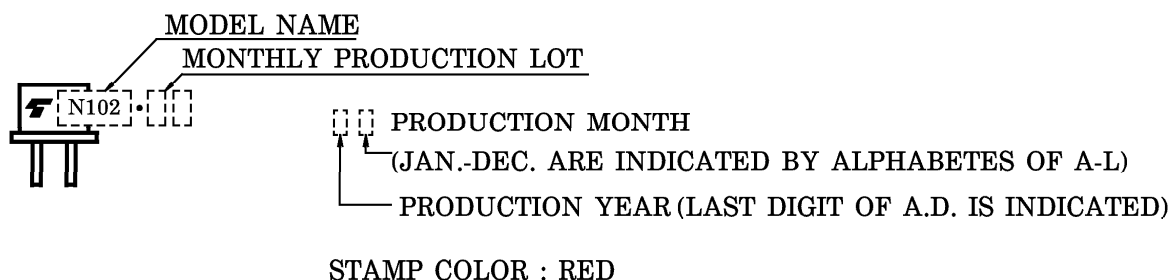 MODEL NAME
MONTHLY PRODUCTION LOT
N102 •
PRODUCTION MONTH
(JAN.-DEC. ARE INDICATED BY ALPHABETES OF A-L)
PRODUCTION YEAR (LAST DIGIT OF A.D. IS INDICATED)
STAMP COLOR : RED